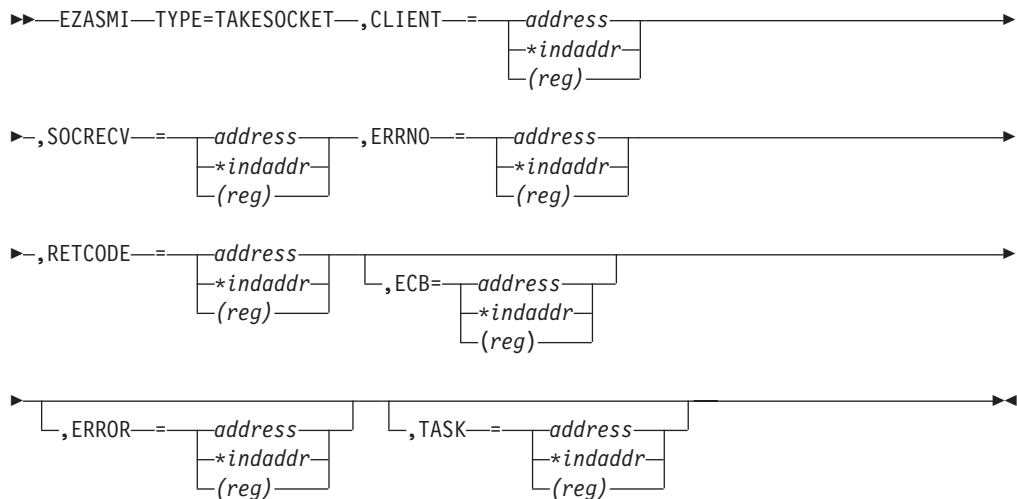 EZASMI TYPE=TAKESOCKET ,CLIENT = address
*indaddr
(reg)
,SOCRECV = address ,ERRNO = address
*indaddr *indaddr
(reg) (reg)
,RETCODE = address
*indaddr ,ECB= address
(reg) *indaddr
(reg)
,ERROR = address ,TASK = address
*indaddr *indaddr
(reg) (reg)